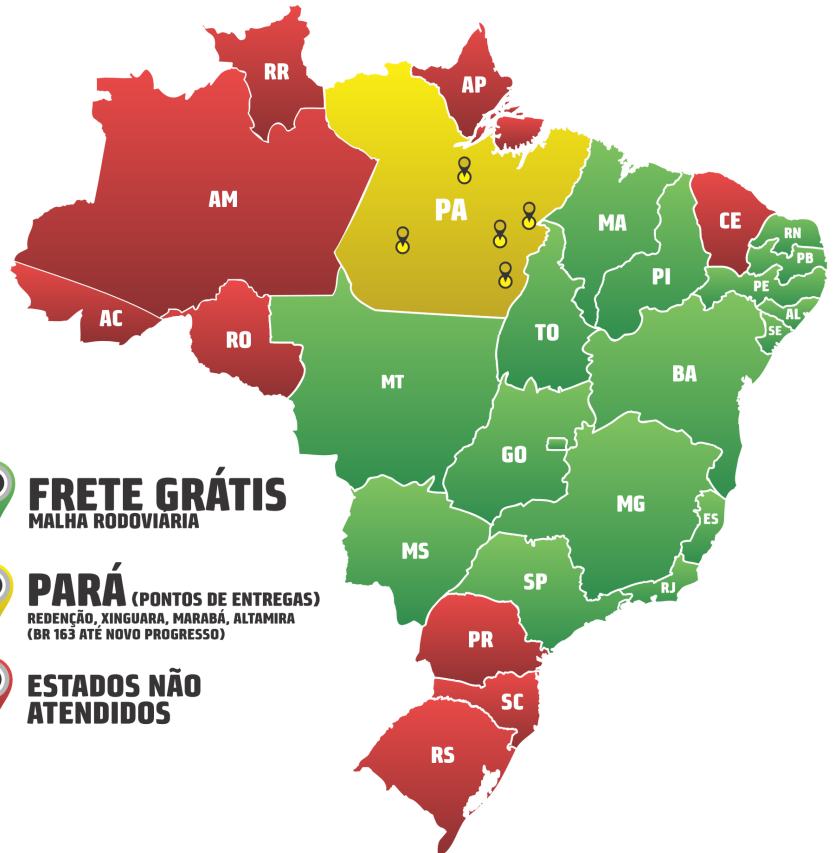 RR
AP
AM
PA
MA
CE
RN
PB
PI
PE
AL
SE
AC
RO
TO
MT
BA
GO
MG
ES
MS
SP
RJ
PR
SC
RS
FRETE GRÁTIS
MALHA RODOVIÁRIA
PARÁ (PONTOS DE ENTREGAS)
REDENÇÃO, XINGUARA, MARABÁ, ALTAMIRA
(BR 163 ATÉ NOVO PROGRESSO)
ESTADOS NÃO
ATENDIDOS